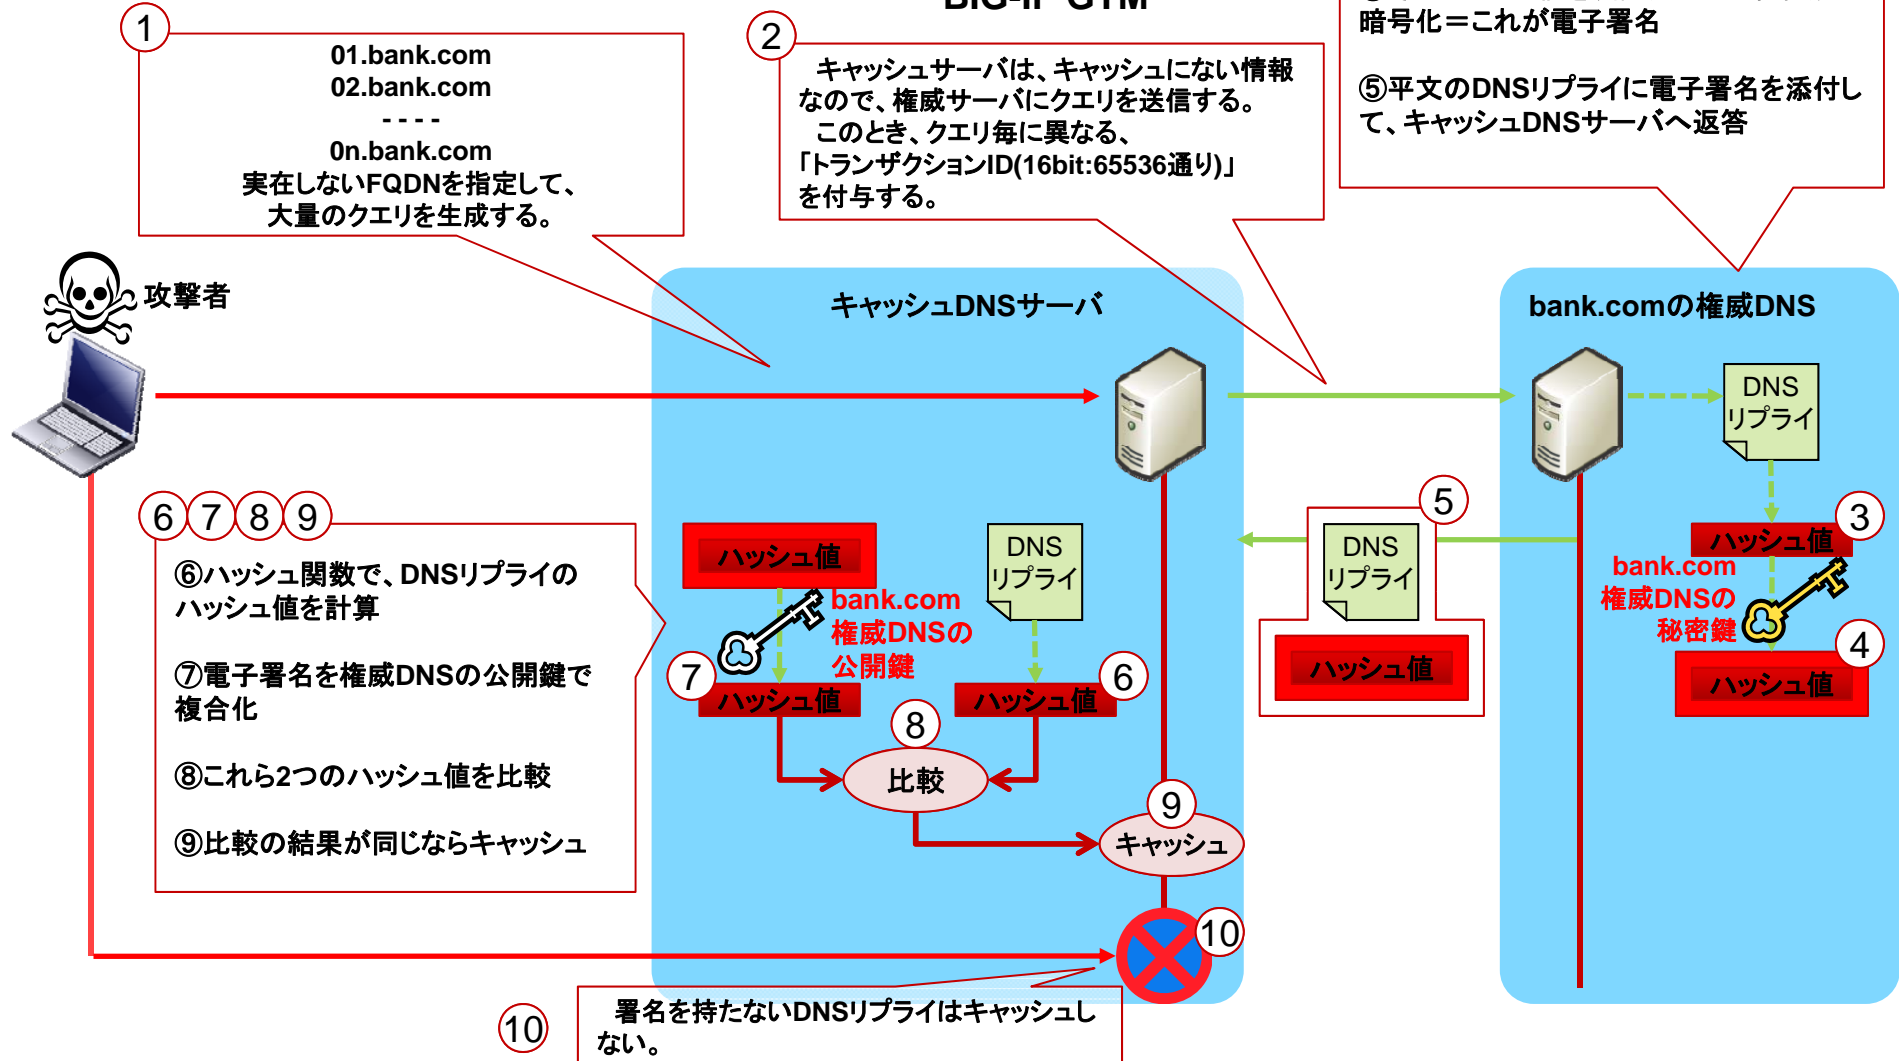 BIG-IP GTM
①
01.bank.com
02.bank.com
- - - -
0n.bank.com
実在しないFQDNを指定して、
大量のクエリを生成する。
②
キャッシュサーバは、キャッシュにない情報
なので、権威サーバにクエリを送信する。
このとき、クエリ毎に異なる、
「トランザクションID(16bit:65536通り)」
を付与する。
暗号化＝これが電子署名
⑤平文のDNSリプライに電子署名を添付し
て、キャッシュDNSサーバへ返答
攻撃者
キャッシュDNSサーバ
bank.comの権威DNS
DNS
リプライ
③
ハッシュ値
bank.com
権威DNSの
秘密鍵
④
ハッシュ値
⑤
DNS
リプライ
ハッシュ値
ハッシュ値
bank.com
権威DNSの
公開鍵
⑦
ハッシュ値
DNS
リプライ
⑥
ハッシュ値
⑧
比較
⑨
キャッシュ
⑩
⑥⑦⑧⑨
⑥ハッシュ関数で、DNSリプライの
ハッシュ値を計算
⑦電子署名を権威DNSの公開鍵で
複合化
⑧これら2つのハッシュ値を比較
⑨比較の結果が同じならキャッシュ
⑩
署名を持たないDNSリプライはキャッシュし
ない。